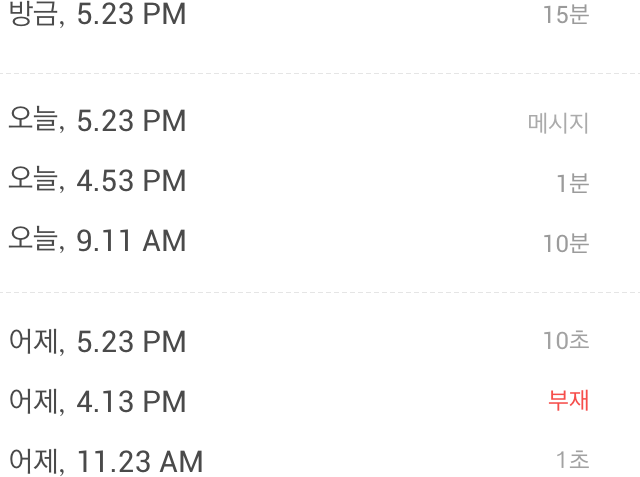 방금, 5.23 PM 15분
오늘, 5.23 PM 메시지
오늘, 4.53 PM 1분
오늘, 9.11 AM 10분
어제, 5.23 PM 10초
어제, 4.13 PM 부재
어제, 11.23 AM 1초